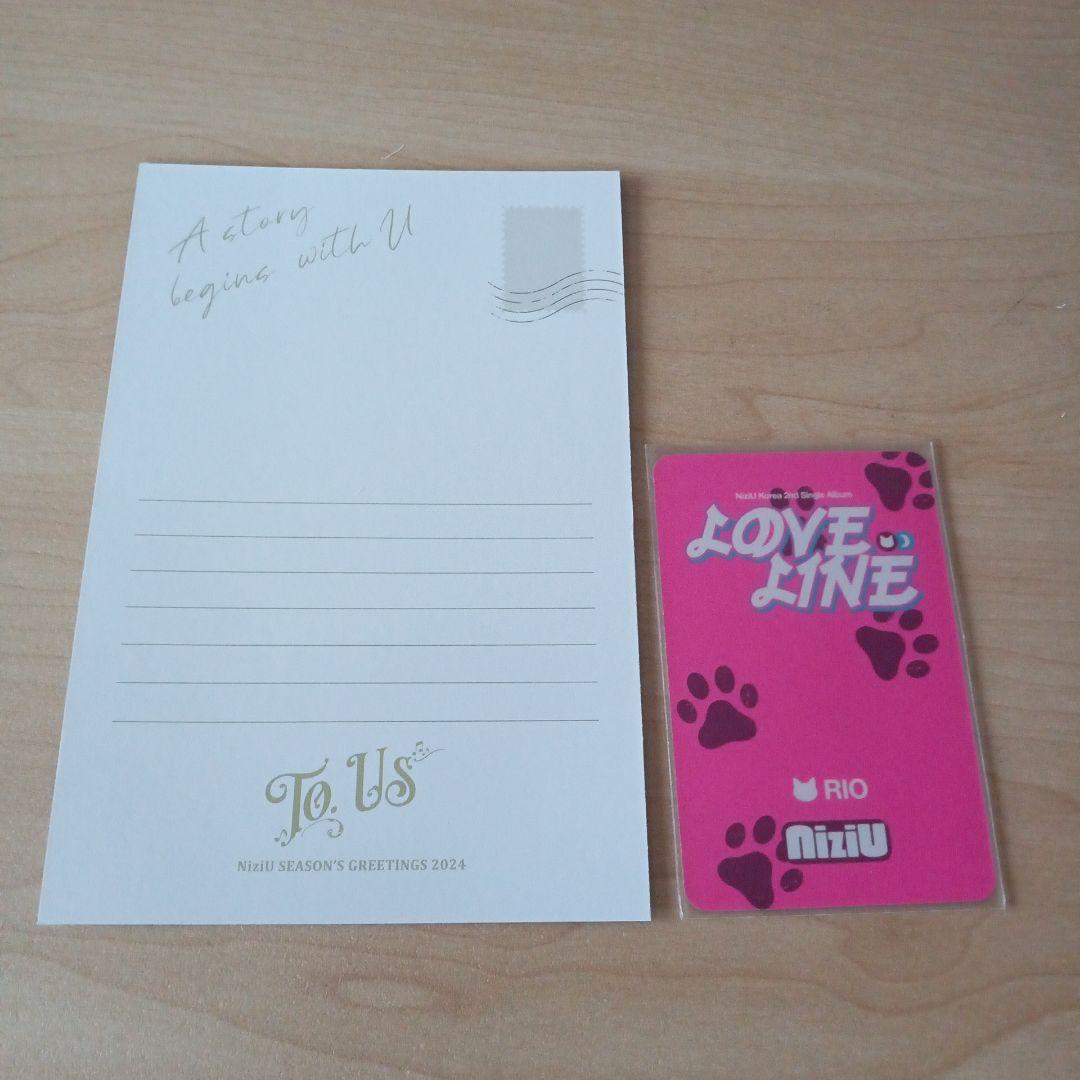 A story
begins with U
To. Us
NiziU SEASON'S GREETINGS 2024
NiziU Korea 2nd Single Album
LOVE
LINE
RIO
NiziU